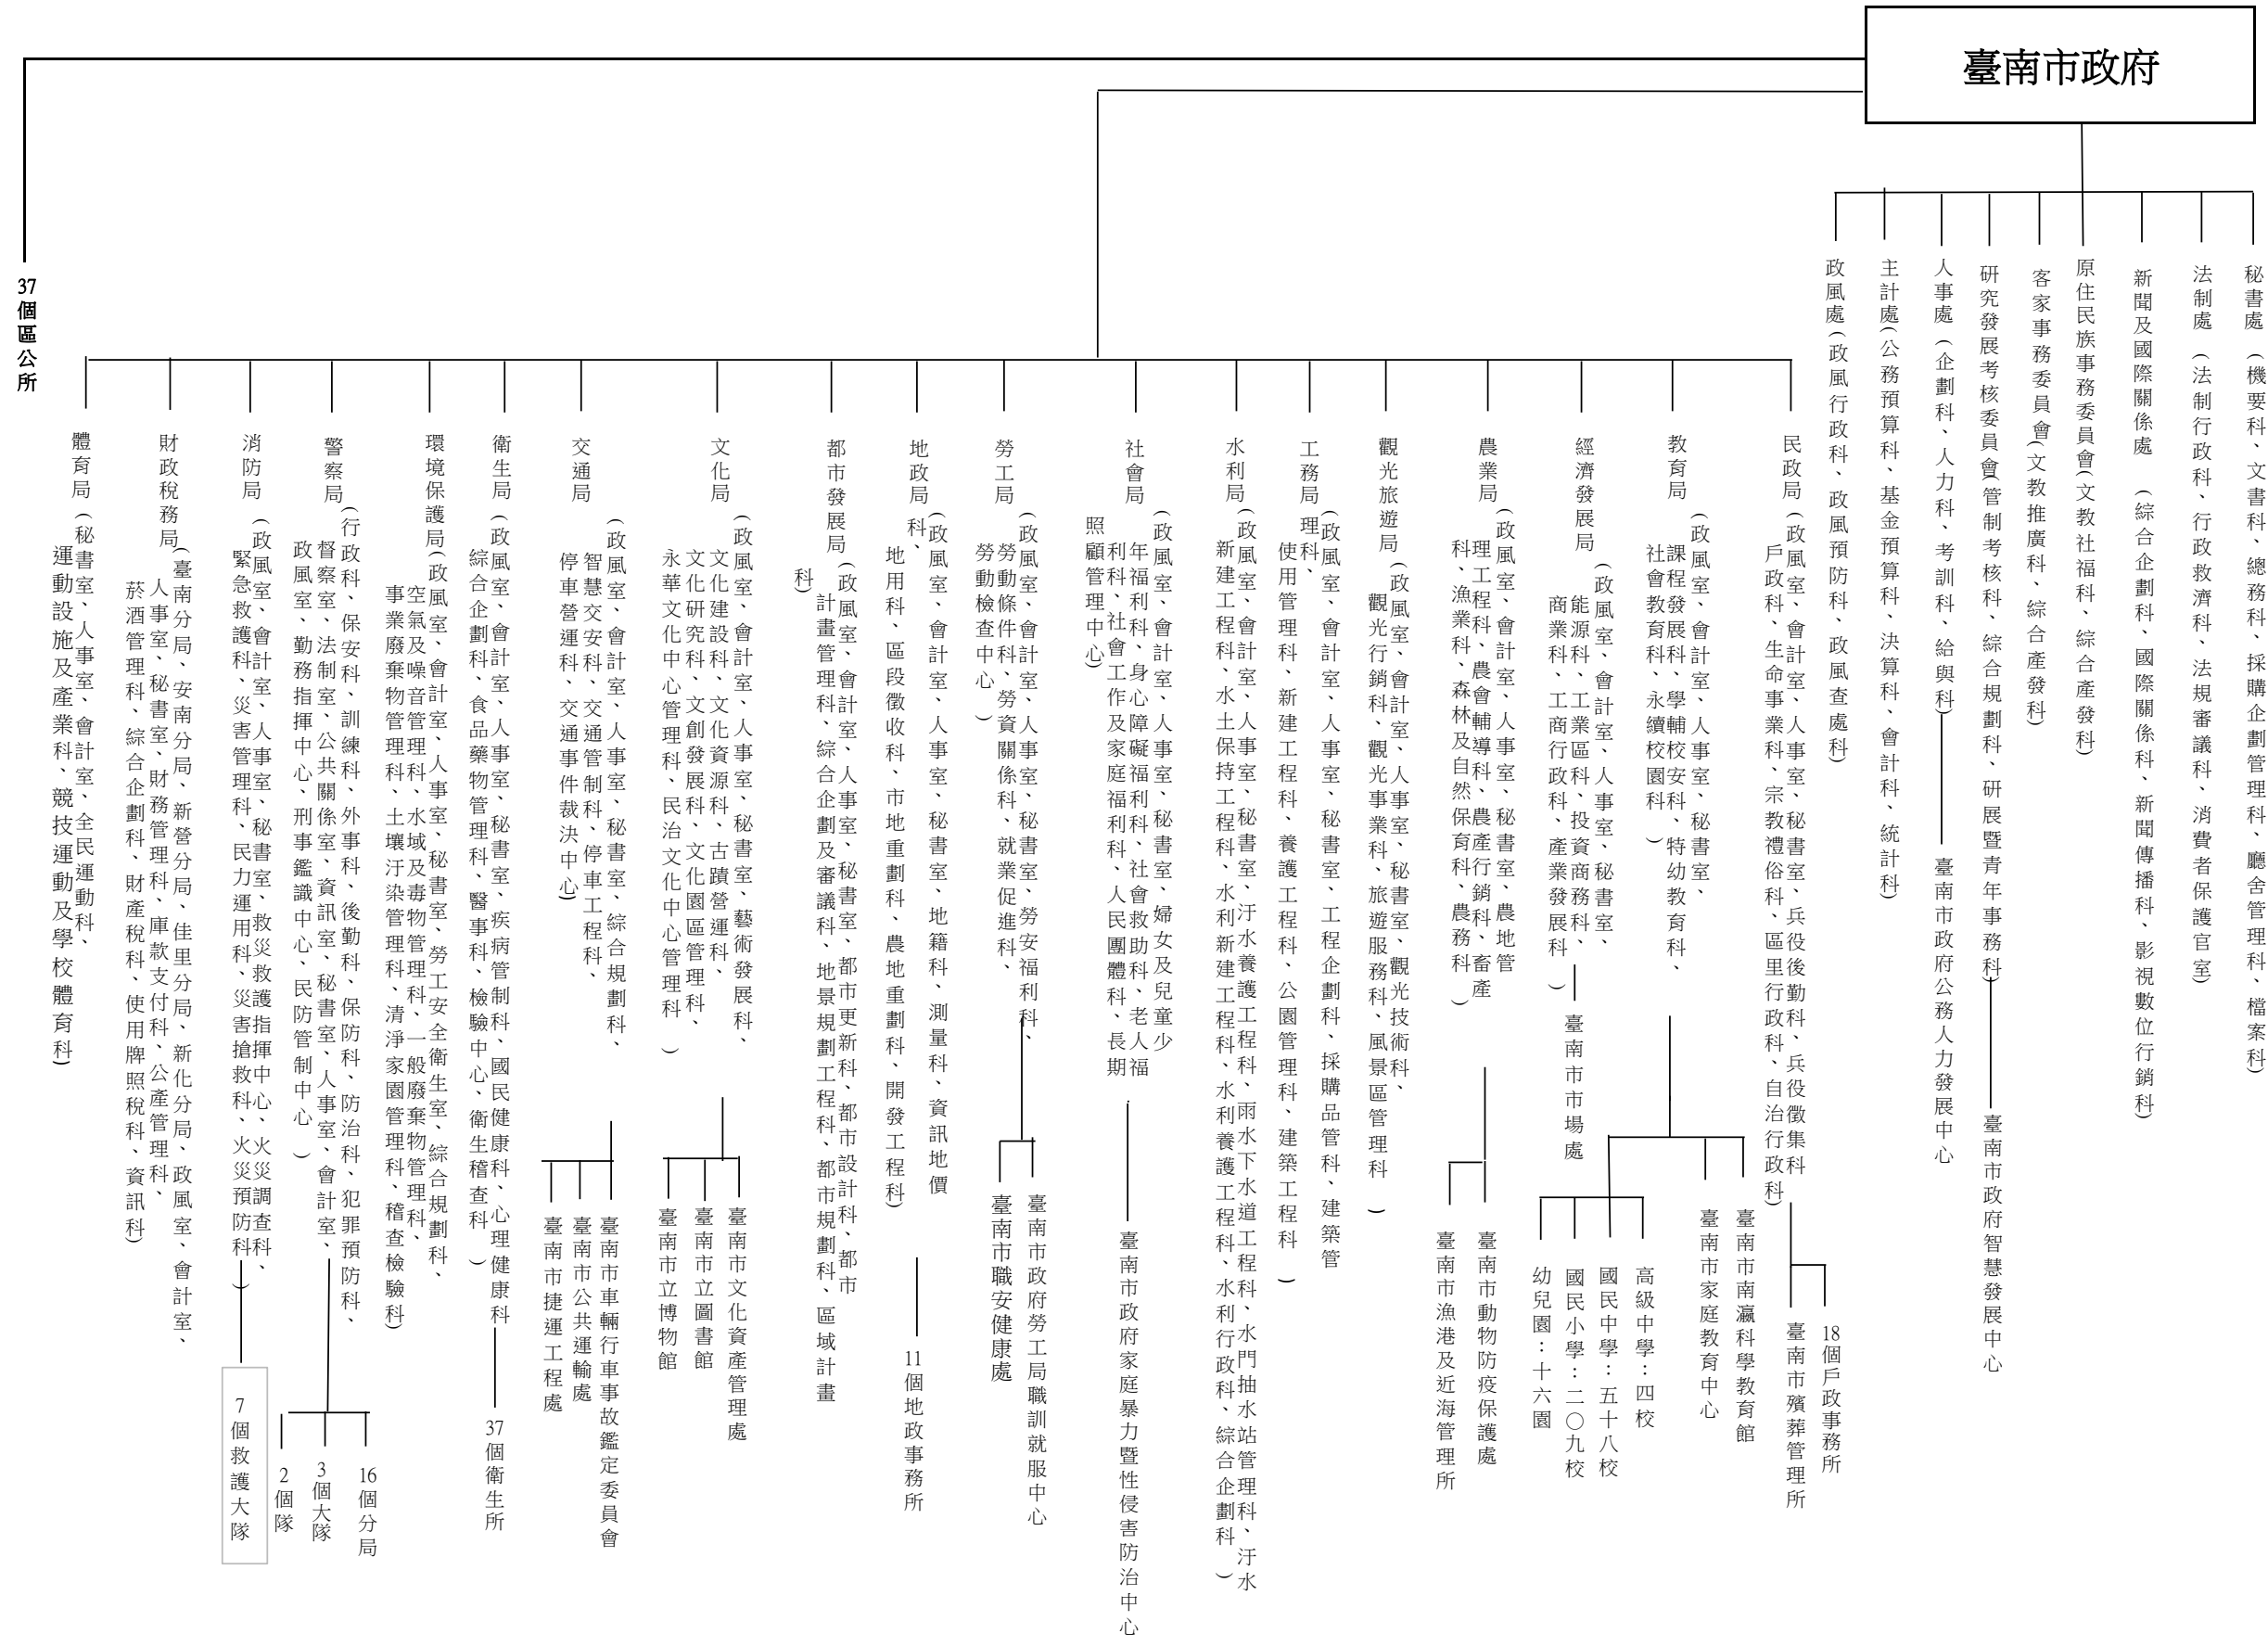 臺南市政府
秘書處（機要科、文書科、總務科、採購企劃管理科、廳舍管理科、檔案科）
法制處（法制行政科、行政救濟科、法規審議科、消費者保護官室）
新聞及國際關係處（綜合企劃科、國際關係科、新聞傳播科、影視數位行銷科）
原住民族事務委員會（文教社福科、綜合產發科）
客家事務委員會（文教推廣科、綜合產發科）
研究發展考核委員會（管制考核科、綜合規劃科、研展暨青年事務科）
臺南市政府智慧發展中心
人事處（企劃科、人力科、考訓科、給與科）
臺南市政府公務人力發展中心
主計處（公務預算科、基金預算科、決算科、會計科、統計科）
政風處（政風行政科、政風預防科、政風查處科）
民政局（政風室、會計室、人事室、秘書室、兵役後勤科、兵役徵集科
戶政科、生命事業科、宗教禮俗科、區里行政科、自治行政科）
18個戶政事務所
臺南市殯葬管理所
教育局（政風室、會計室、人事室、秘書室、
課程發展科、學輔校安科、特幼教育科、
社會教育科、永續校園科）
臺南市南瀛科學教育館
臺南市家庭教育中心
高級中學：四校
國民中學：五十八校
國民小學：二〇九校
幼兒園：十六園
經濟發展局（政風室、會計室、人事室、秘書室、
能源科、工業區科、投資商務科、
商業科、工商行政科、產業發展科）
臺南市市場處
農業局（政風室、會計室、人事室、秘書室、農地管
理工程科、農會輔導科、農產行銷科、畜產
科、漁業科、森林及自然保育科、農務科）
臺南市動物防疫保護處
臺南市漁港及近海管理所
觀光旅遊局（政風室、會計室、人事室、秘書室、觀光技術科、
觀光行銷科、觀光事業科、旅遊服務科、風景區管理科）
工務局（政風室、會計室、人事室、秘書室、工程企劃科、採購品管科、建築管
理科、
使用管理科、新建工程科、養護工程科、公園管理科、建築工程科）
水利局（政風室、會計室、人事室、秘書室、汙水養護工程科、雨水下水道工程科、水門抽水站管理科、汙水
新建工程科、水土保持工程科、水利新建工程科、水利養護工程科、水利行政科、綜合企劃科）
社會局（政風室、會計室、人事室、秘書室、婦女及兒童少
年福利科、身心障礙福利科、社會救助科、老人福
利科、社會工作及家庭福利科、人民團體科、長期
照顧管理中心）
臺南市政府家庭暴力暨性侵害防治中心
勞工局（政風室、會計室、人事室、秘書室、勞安福利科、
勞動條件科、勞資關係科、就業促進科、
勞動檢查中心）
臺南市政府勞工局職訓就服中心
臺南市職安健康處
地政局（政風室、會計室、人事室、秘書室、地籍科、測量科、資訊地價
科、
地用科、區段徵收科、市地重劃科、農地重劃科、開發工程科）
11個地政事務所
都市發展局（政風室、會計室、人事室、秘書室、都市更新科、都市設計科、都市
計畫管理科、綜合企劃及審議科、地景規劃工程科、都市規劃科、區域計畫
科）
文化局（政風室、會計室、人事室、秘書室、藝術發展科、
文化建設科、文化資源科、古蹟營運科、
文化研究科、文創發展科、文化園區管理科、
永華文化中心管理科、民治文化中心管理科）
臺南市文化資產管理處
臺南市立圖書館
臺南市立博物館
交通局（政風室、會計室、人事室、秘書室、綜合規劃科、
智慧交安科、交通管制科、停車工程科、
停車營運科、交通事件裁決中心）
臺南市車輛行車事故鑑定委員會
臺南市公共運輸處
臺南市捷運工程處
衛生局（政風室、會計室、人事室、秘書室、疾病管制科、國民健康科、心理健康科
綜合企劃科、食品藥物管理科、醫事科、檢驗中心、衛生稽查科）
37個衛生所
環境保護局（政風室、會計室、人事室、秘書室、勞工安全衛生室、綜合規劃科、
空氣及噪音管理科、水域及毒物管理科、一般廢棄物管理科、
事業廢棄物管理科、土壤汙染管理科、清淨家園管理科、稽查檢驗科）
警察局（行政科、保安科、訓練科、外事科、後勤科、保防科、防治科、犯罪預防科、
督察室、法制室、公共關係室、資訊室、秘書室、人事室、會計室、
政風室、勤務指揮中心、刑事鑑識中心、民防管制中心）
16個分局
3個大隊
2個隊
消防局（政風室、會計室、人事室、秘書室、救災救護指揮中心、火災調查科、
緊急救護科、災害管理科、民力運用科、災害搶救科、火災預防科）
7個救護大隊
財政稅務局（臺南分局、安南分局、新營分局、佳里分局、新化分局、政風室、會計室、
人事室、秘書室、財務管理科、庫款支付科、公產管理科、
菸酒管理科、綜合企劃科、財產稅科、使用牌照稅科、資訊科）
體育局（秘書室、人事室、會計室、全民運動科、
運動設施及產業科、競技運動及學校體育科）
37個區公所